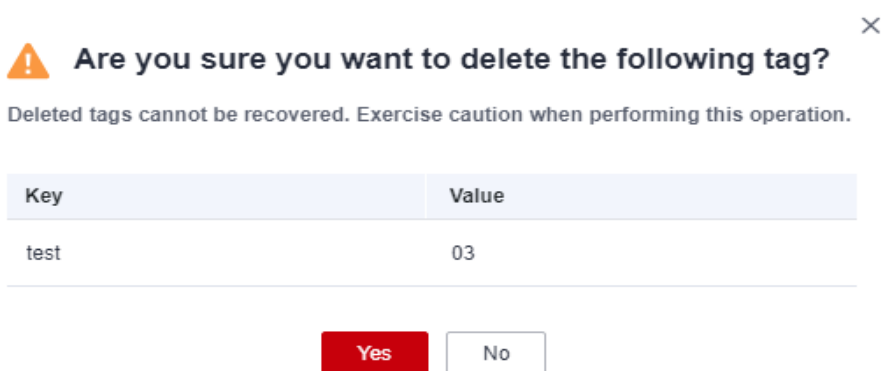 Are you sure you want to delete the following tag?
Deleted tags cannot be recovered. Exercise caution when performing this operation.
Key Value
test 03
Yes No